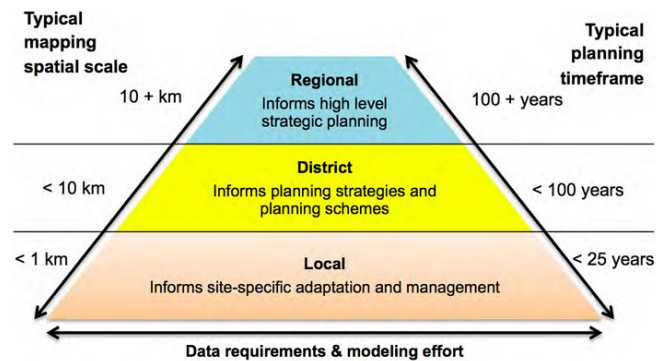 Typical
mapping
spatial scale
Typical
planning
timeframe
10 + km
Regional
Informs high level
strategic planning
100 + years
< 10 km
District
Informs planning strategies and
planning schemes
< 100 years
< 1 km
Local
Informs site-specific adaptation and management
< 25 years
Data requirements & modeling effort